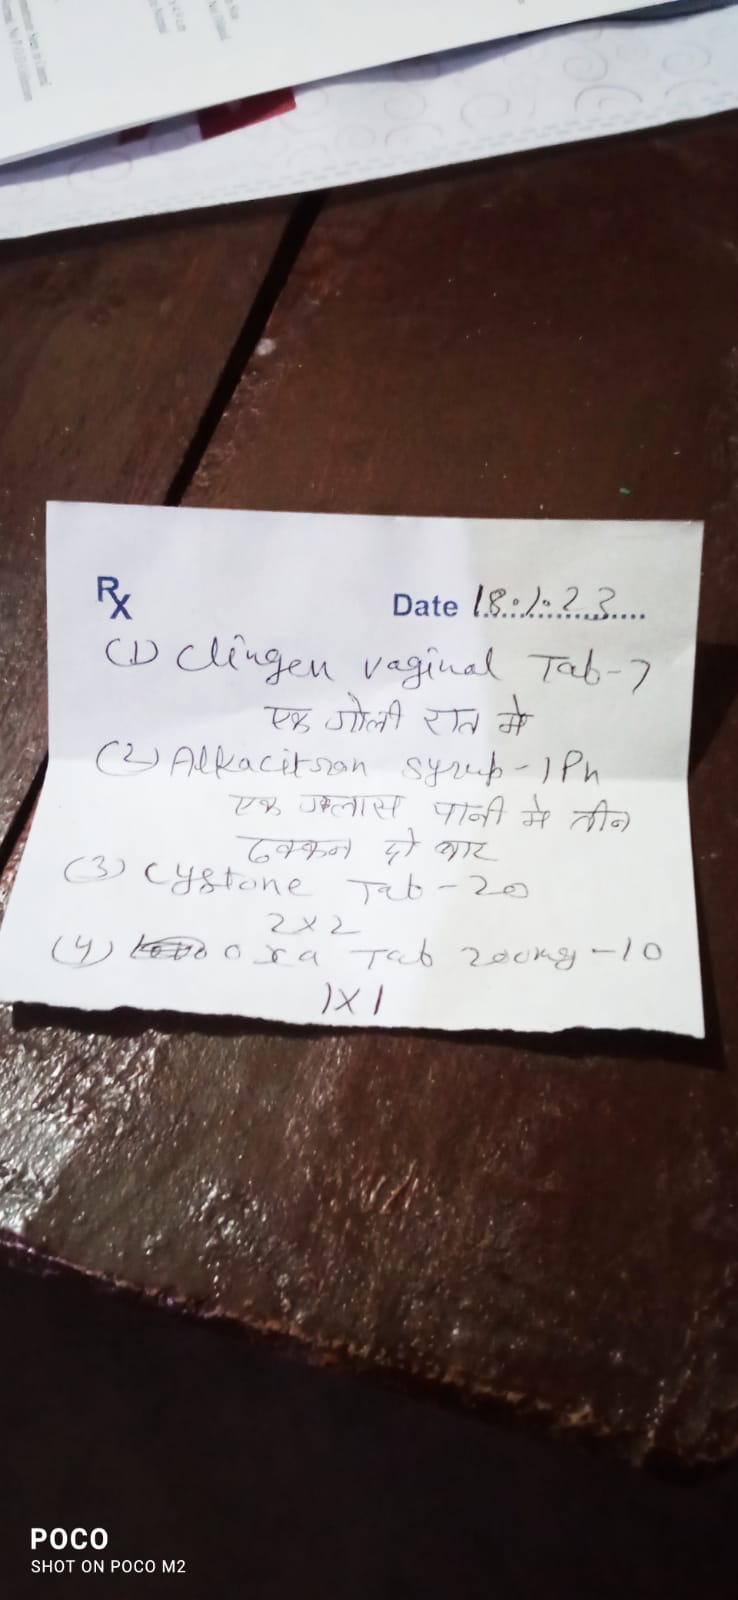 Rx
Date 18.1.23
(1) Clingen vaginal Tab-7
एक गोली रात मे
(2) Alkacitron syrup-1Ph
एक ग्लास पानी मे तीन
ढक्कन दो बार
(3) Cystone Tab-20
2x2
(4) oxa Tab 200mg-10
1x1
POCO
SHOT ON POCO M2